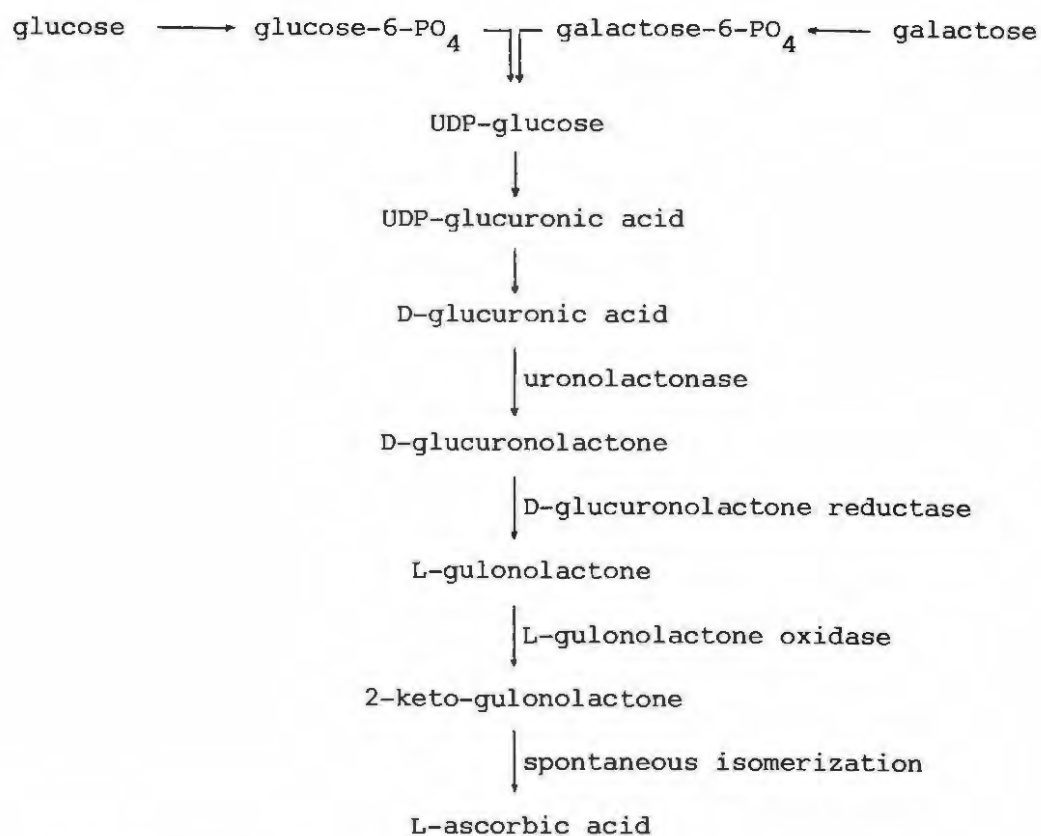 glucose → glucose-6-PO4 galactose-6-PO4 ← galactose
UDP-glucose
UDP-glucuronic acid
D-glucuronic acid
uronolactonase
D-glucuronolactone
D-glucuronolactone reductase
L-gulonolactone
L-gulonolactone oxidase
2-keto-gulonolactone
spontaneous isomerization
L-ascorbic acid